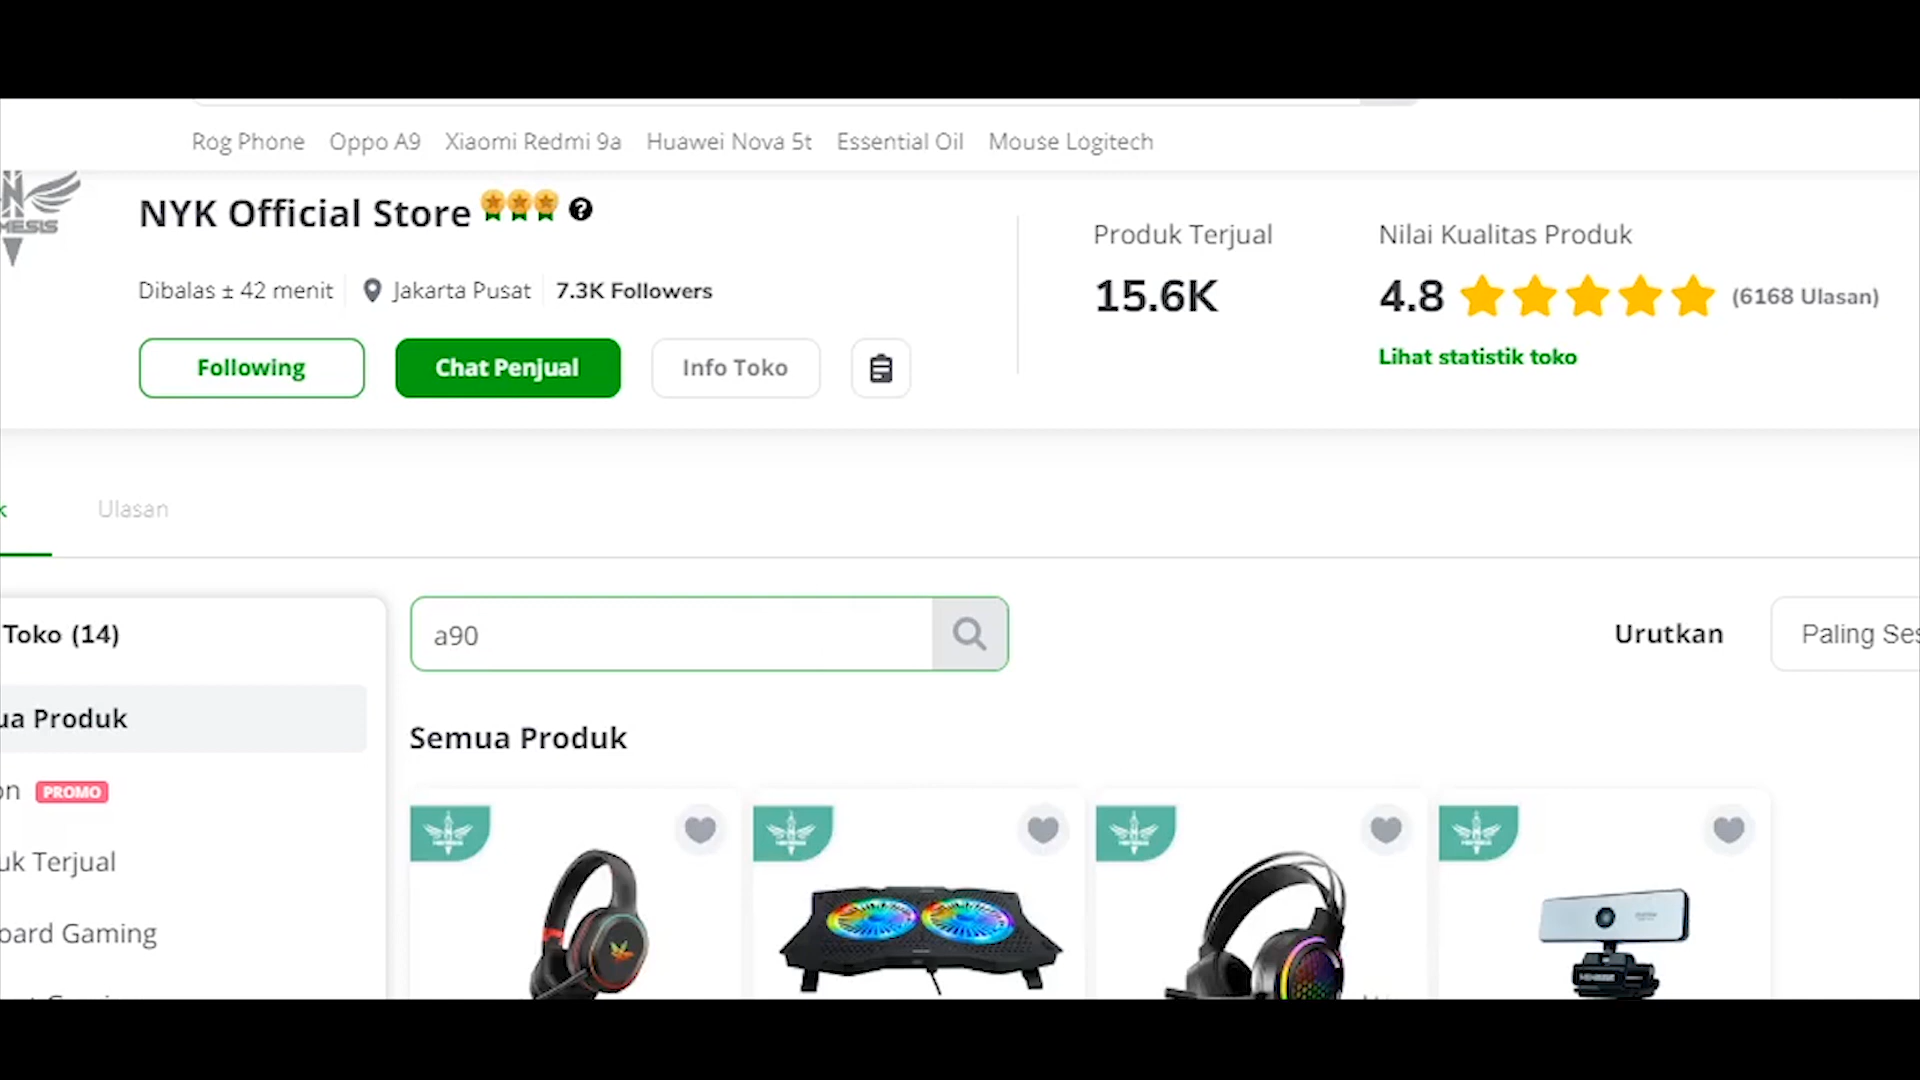 Rog Phone Oppo A9 Xiaomi Redmi 9a Huawei Nova 5t Essential Oil Mouse Logitech
NYK Official Store
Dibalas ± 42 menit Jakarta Pusat 7.3K Followers
Following Chat Penjual Info Toko
Produk Terjual
15.6K
Nilai Kualitas Produk
4.8 (6168 Ulasan)
Lihat statistik toko
k Ulasan
Toko (14)
ua Produk
on PROMO
uk Terjual
oard Gaming
a90
Urutkan Paling Ses
Semua Produk